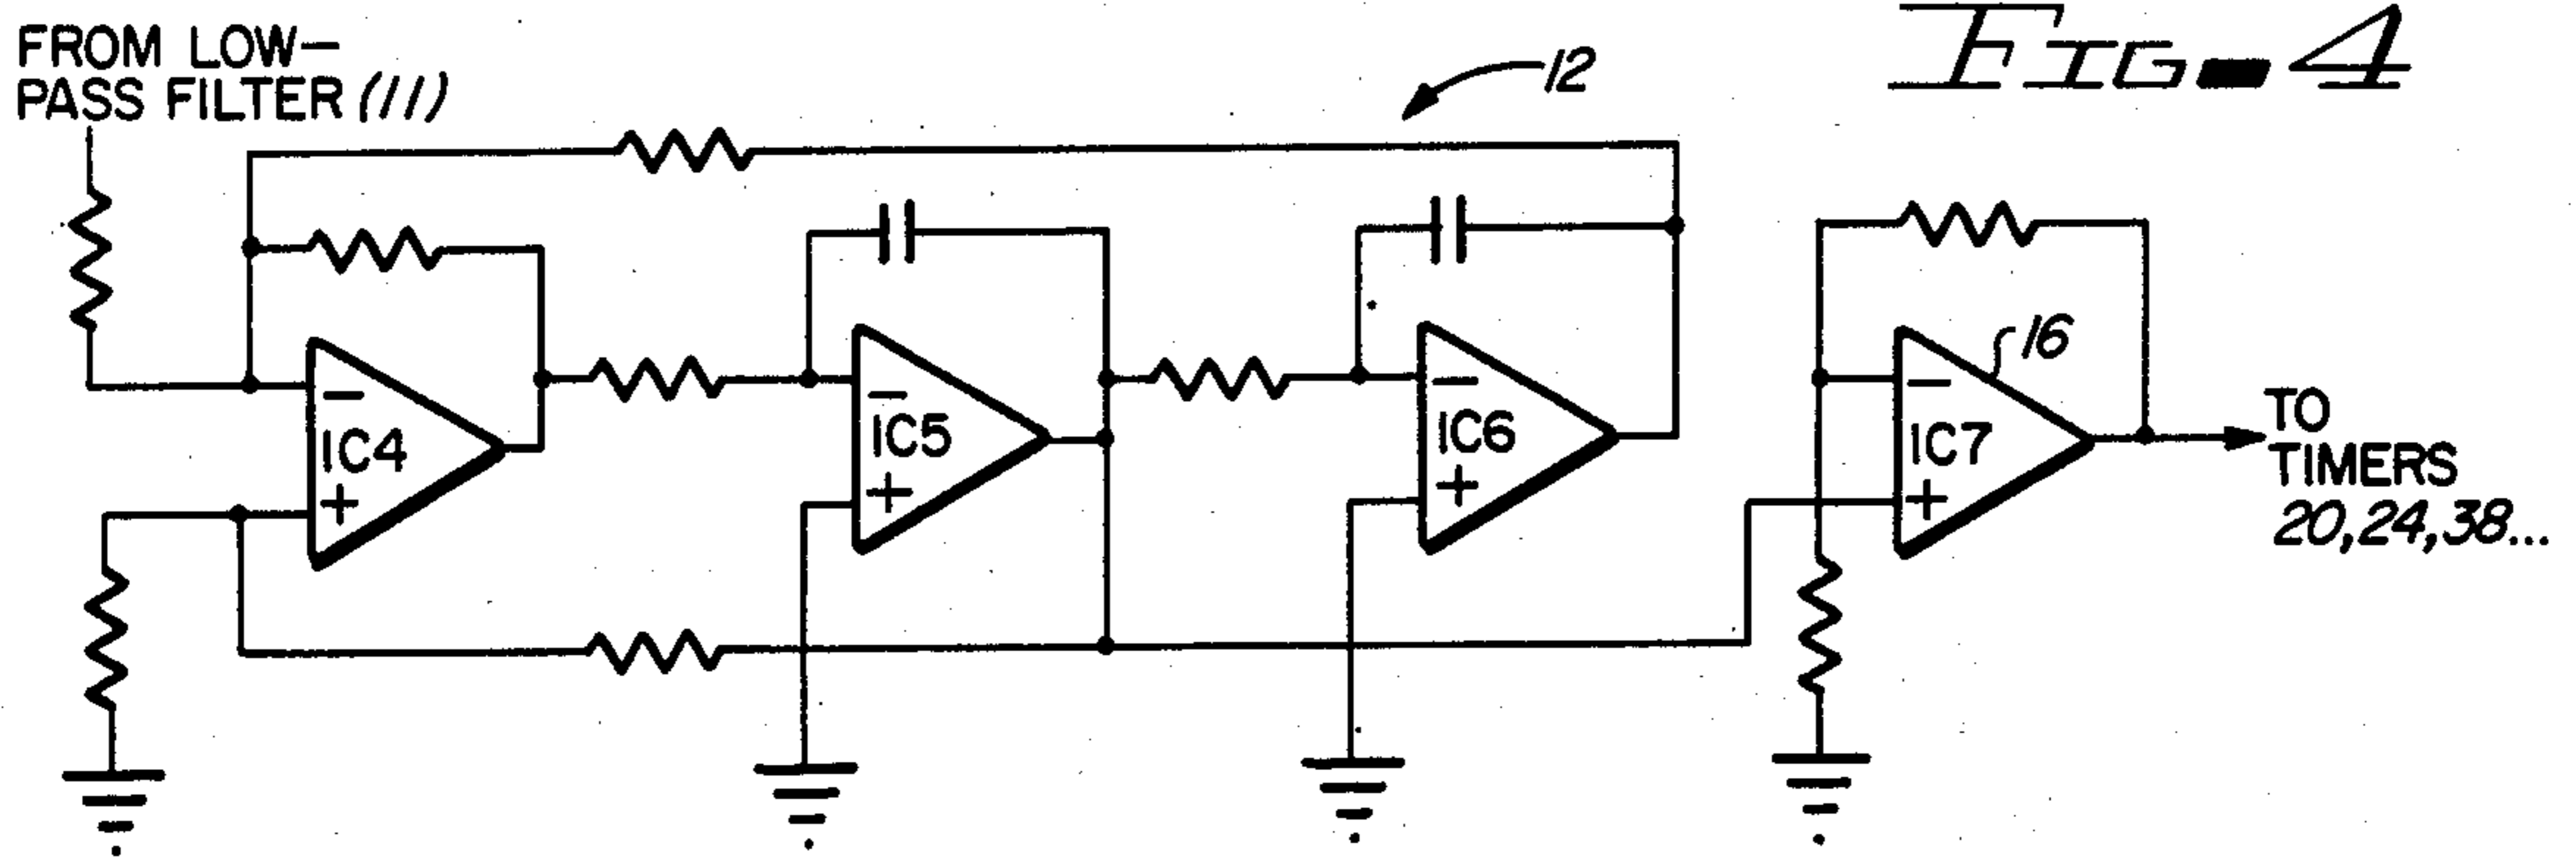 FROM LOW-
PASS FILTER (11)
12
FIG-4
16
-
IC4
+
-
IC5
+
-
IC6
+
-
IC7
+
TO
TIMERS
20,24,38...